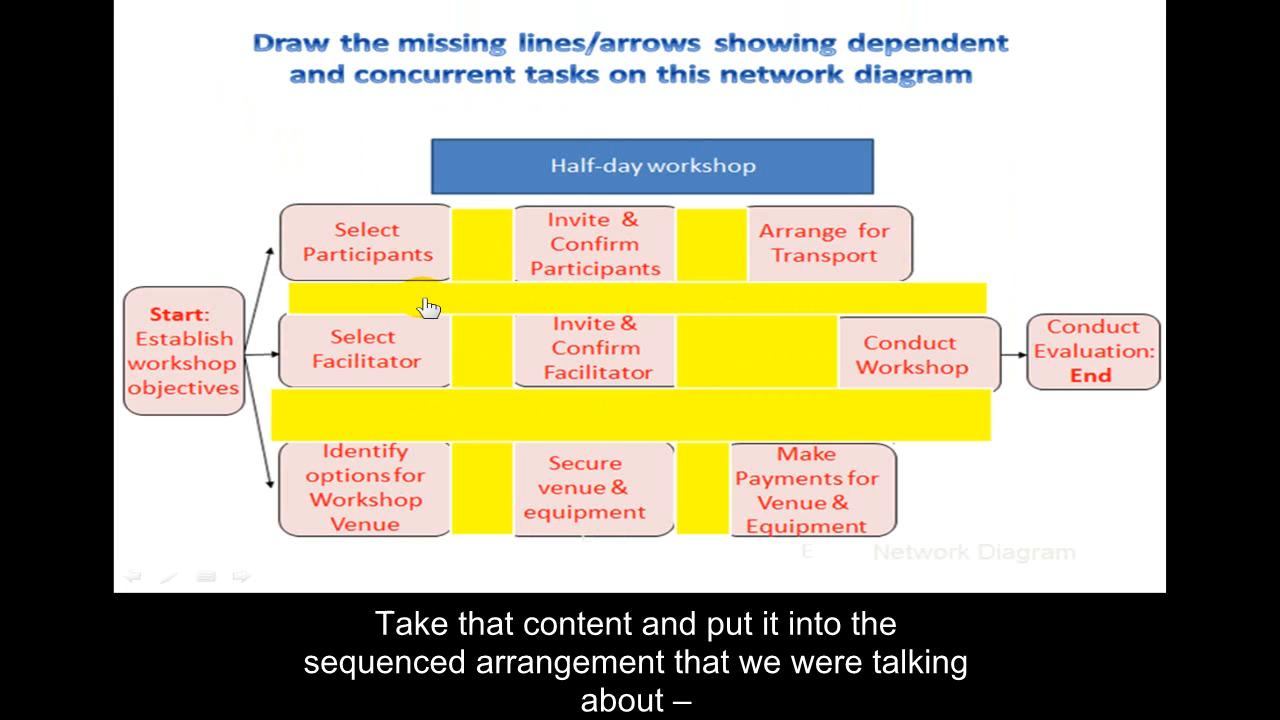 Draw the missing lines/arrows showing dependent
and concurrent tasks on this network diagram
Half-day workshop
Select
Participants
Invite &
Confirm
Participants
Arrange for
Transport
Start:
Establish
workshop
objectives
Select
Facilitator
Invite &
Confirm
Facilitator
Conduct
Workshop
Conduct
Evaluation:
End
Identify
options for
Workshop
Venue
Secure
venue &
equipment
Make
Payments for
Venue &
Equipment
E
Network Diagram
Take that content and put it into the
sequenced arrangement that we were talking
about –